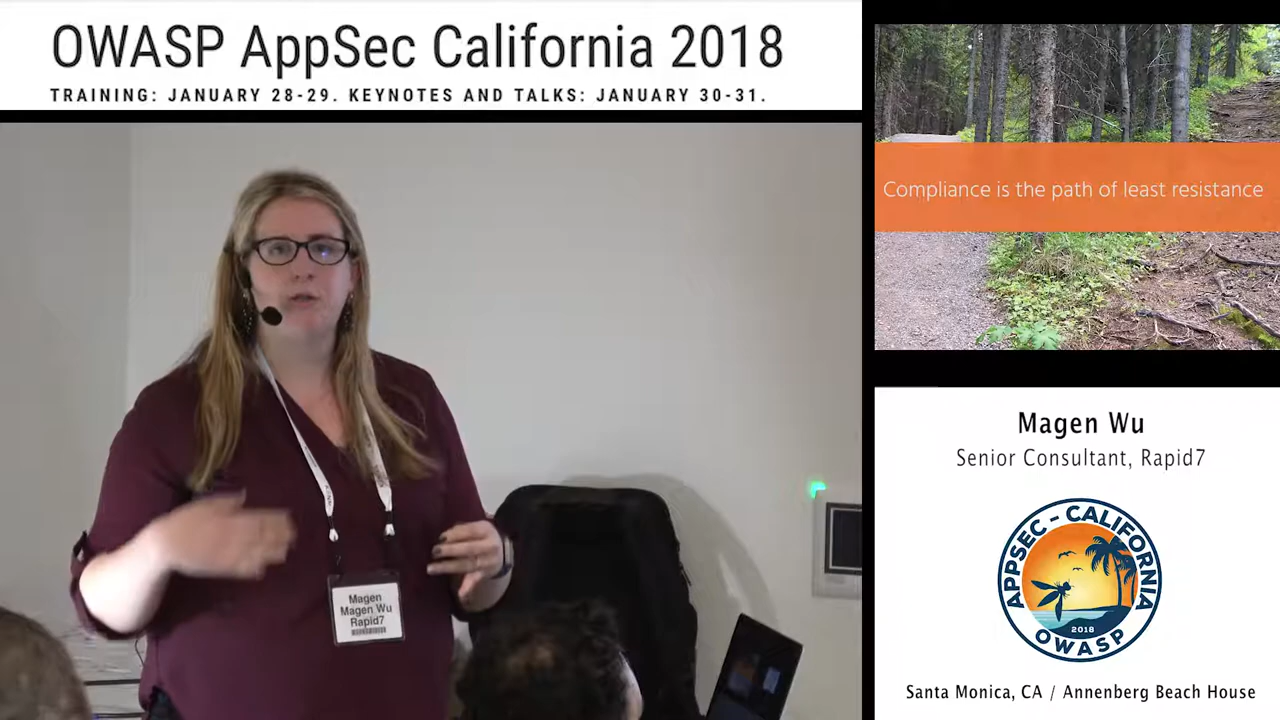 OWASP AppSec California 2018
TRAINING: JANUARY 28-29. KEYNOTES AND TALKS: JANUARY 30-31.
Compliance is the path of least resistance
Magen Wu
Senior Consultant, Rapid7
APPSEC - CALIFORNIA
2018
OWASP
Santa Monica, CA / Annenberg Beach House
Magen
Magen Wu
Rapid7